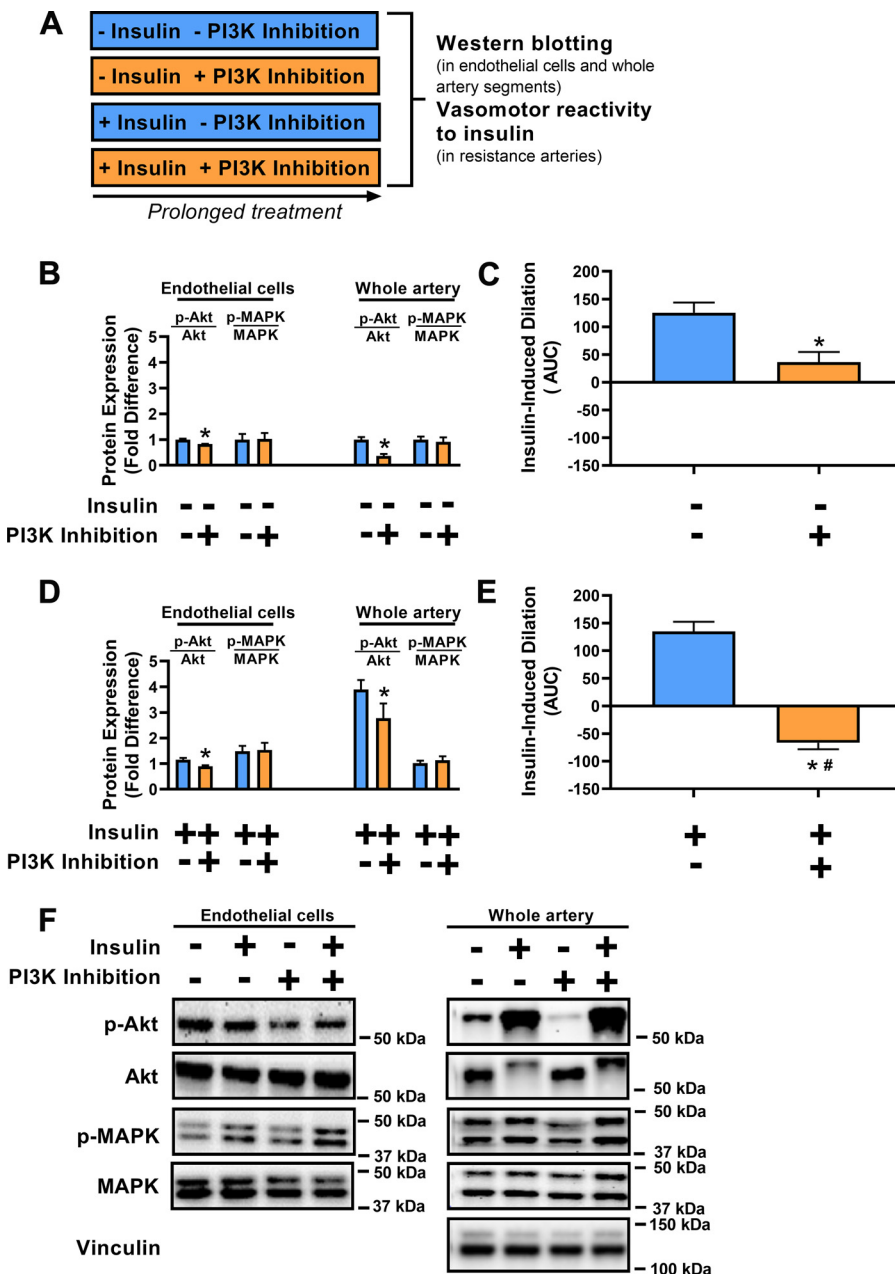 A
- Insulin - PI3K Inhibition
- Insulin + PI3K Inhibition
+ Insulin - PI3K Inhibition
+ Insulin + PI3K Inhibition
Prolonged treatment
Western blotting
(in endothelial cells and whole
artery segments)
Vasomotor reactivity
to insulin
(in resistance arteries)
B
Endothelial cells
Whole artery
p-Akt
Akt
p-MAPK
MAPK
p-Akt
Akt
p-MAPK
MAPK
Protein Expression
(Fold Difference)
5
4
3
2
1
0
*
*
Insulin - - - - - - - -
PI3K Inhibition - + - + - + - +
C
Insulin-Induced Dilation
( AUC)
200
150
100
50
0
-50
-100
-150
*
- -
- +
D
Endothelial cells
Whole artery
p-Akt
Akt
p-MAPK
MAPK
p-Akt
Akt
p-MAPK
MAPK
Protein Expression
(Fold Difference)
5
4
3
2
1
0
*
*
Insulin + + + + + + + +
PI3K Inhibition - + - + - + - +
E
Insulin-Induced Dilation
(AUC)
200
150
100
50
0
-50
-100
-150
* #
+ +
- +
F
Endothelial cells
Whole artery
Insulin - + - + - + - +
PI3K Inhibition - - + + - - + +
p-Akt
50 kDa
50 kDa
Akt
50 kDa
50 kDa
p-MAPK
50 kDa
37 kDa
50 kDa
37 kDa
MAPK
50 kDa
37 kDa
50 kDa
37 kDa
Vinculin
150 kDa
100 kDa